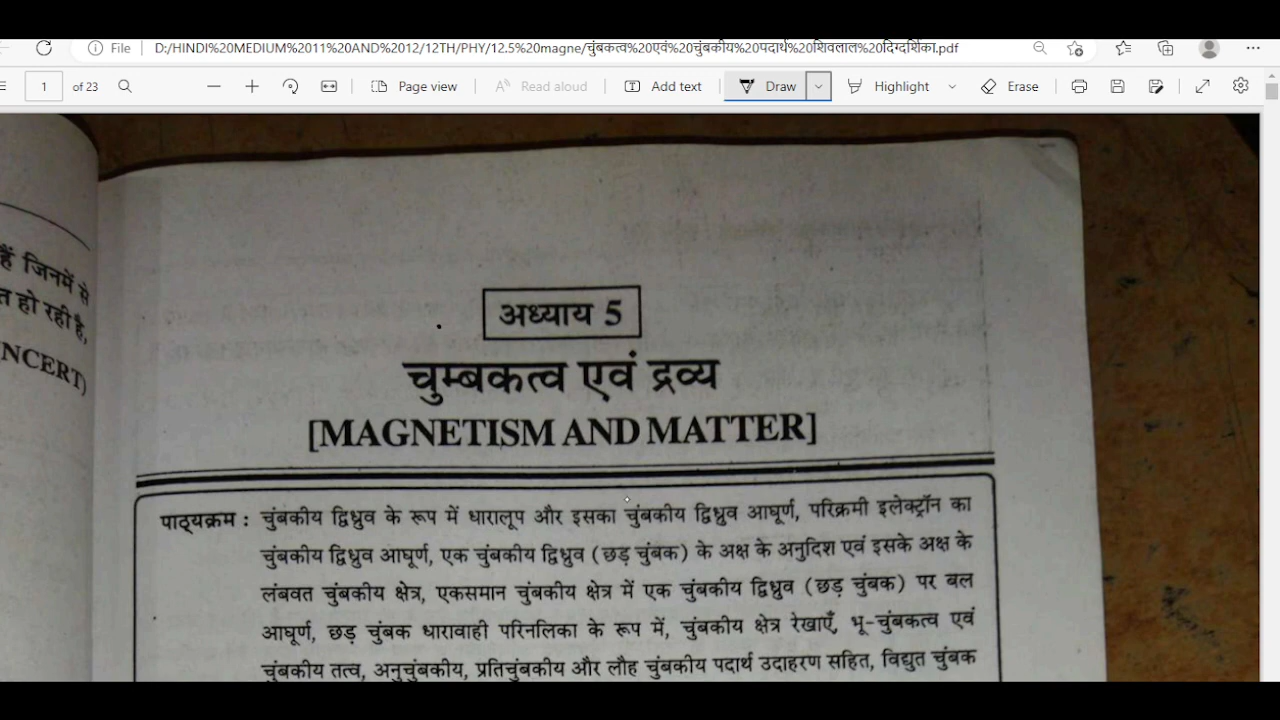 File D:/HINDI%20MEDIUM%2011%20AND%2012/12TH/PHY/12.5%20magne/चुंबकत्व%20एवं%20चुंबकीय%20पदार्थ%20शिवलाल%20दिग्दर्शिका.pdf
1 of 23 Page view Read aloud Add text Draw Highlight Erase
हैं जिनमें से
त हो रही है,
NCERT)
अध्याय 5
चुम्बकत्व एवं द्रव्य
[MAGNETISM AND MATTER]
पाठ्यक्रम : चुंबकीय द्विध्रुव के रूप में धारालूप और इसका चुंबकीय द्विध्रुव आघूर्ण, परिक्रमी इलेक्ट्रॉन का
चुंबकीय द्विध्रुव आघूर्ण, एक चुंबकीय द्विध्रुव (छड़ चुंबक) के अक्ष के अनुदिश एवं इसके अक्ष के
लंबवत चुंबकीय क्षेत्र, एकसमान चुंबकीय क्षेत्र में एक चुंबकीय द्विध्रुव (छड़ चुंबक) पर बल
आघूर्ण, छड़ चुंबक धारावाही परिनलिका के रूप में, चुंबकीय क्षेत्र रेखाएँ, भू-चुंबकत्व एवं
चुंबकीय तत्व, अनुचुंबकीय, प्रतिचुंबकीय और लौह चुंबकीय पदार्थ उदाहरण सहित, विद्युत चुंबक